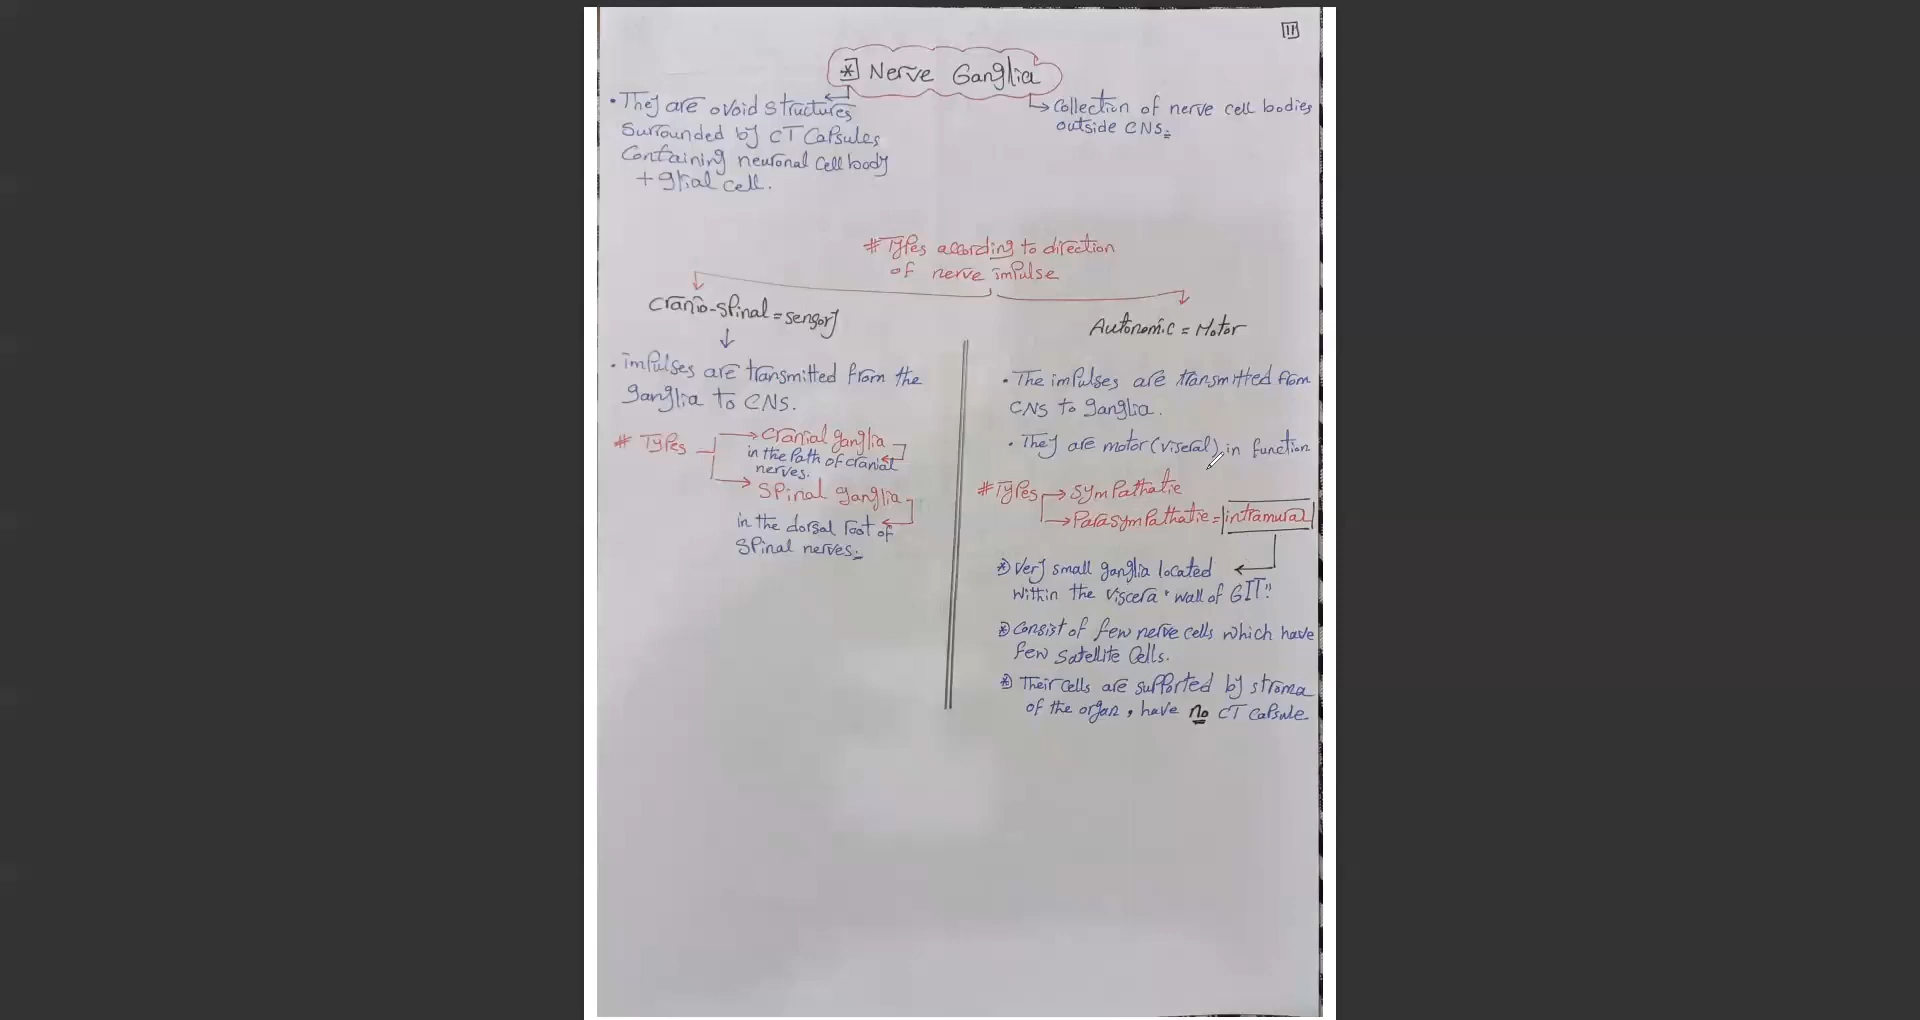 11
* Nerve Ganglia
• They are ovoid structures
surrounded by CT Capsules
Containing neuronal cell body
+ glial cell.
Collection of nerve cell bodies
outside CNS.
# Types according to direction
of nerve impulse
Cranio-spinal = sensory
• impulses are transmitted from the
ganglia to CNS.
# Types
Cranial ganglia
in the Path of cranial
nerves.
Spinal ganglia
in the dorsal root of
Spinal nerves.
Autonomic = Motor
• The impulses are transmitted from
CNS to ganglia.
• They are motor (viseral) in function
# Types
Sympathatic
Parasympathatic = intramural
* Very small ganglia located
within the viscera "wall of GIT".
* Consist of few nerve cells which have
few satellite Cells.
* Their cells are supported by stroma
of the organ, have no CT capsule